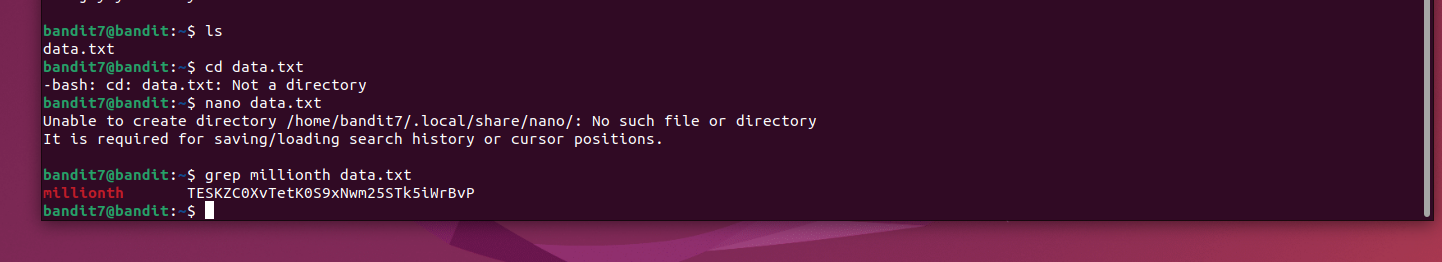 bandit7@bandit:~$ ls
data.txt
bandit7@bandit:~$ cd data.txt
-bash: cd: data.txt: Not a directory
bandit7@bandit:~$ nano data.txt
Unable to create directory /home/bandit7/.local/share/nano/: No such file or directory
It is required for saving/loading search history or cursor positions.
bandit7@bandit:~$ grep millionth data.txt
millionth TESKZC0XvTetK0S9xNwm25STk5iWrBvP
bandit7@bandit:~$